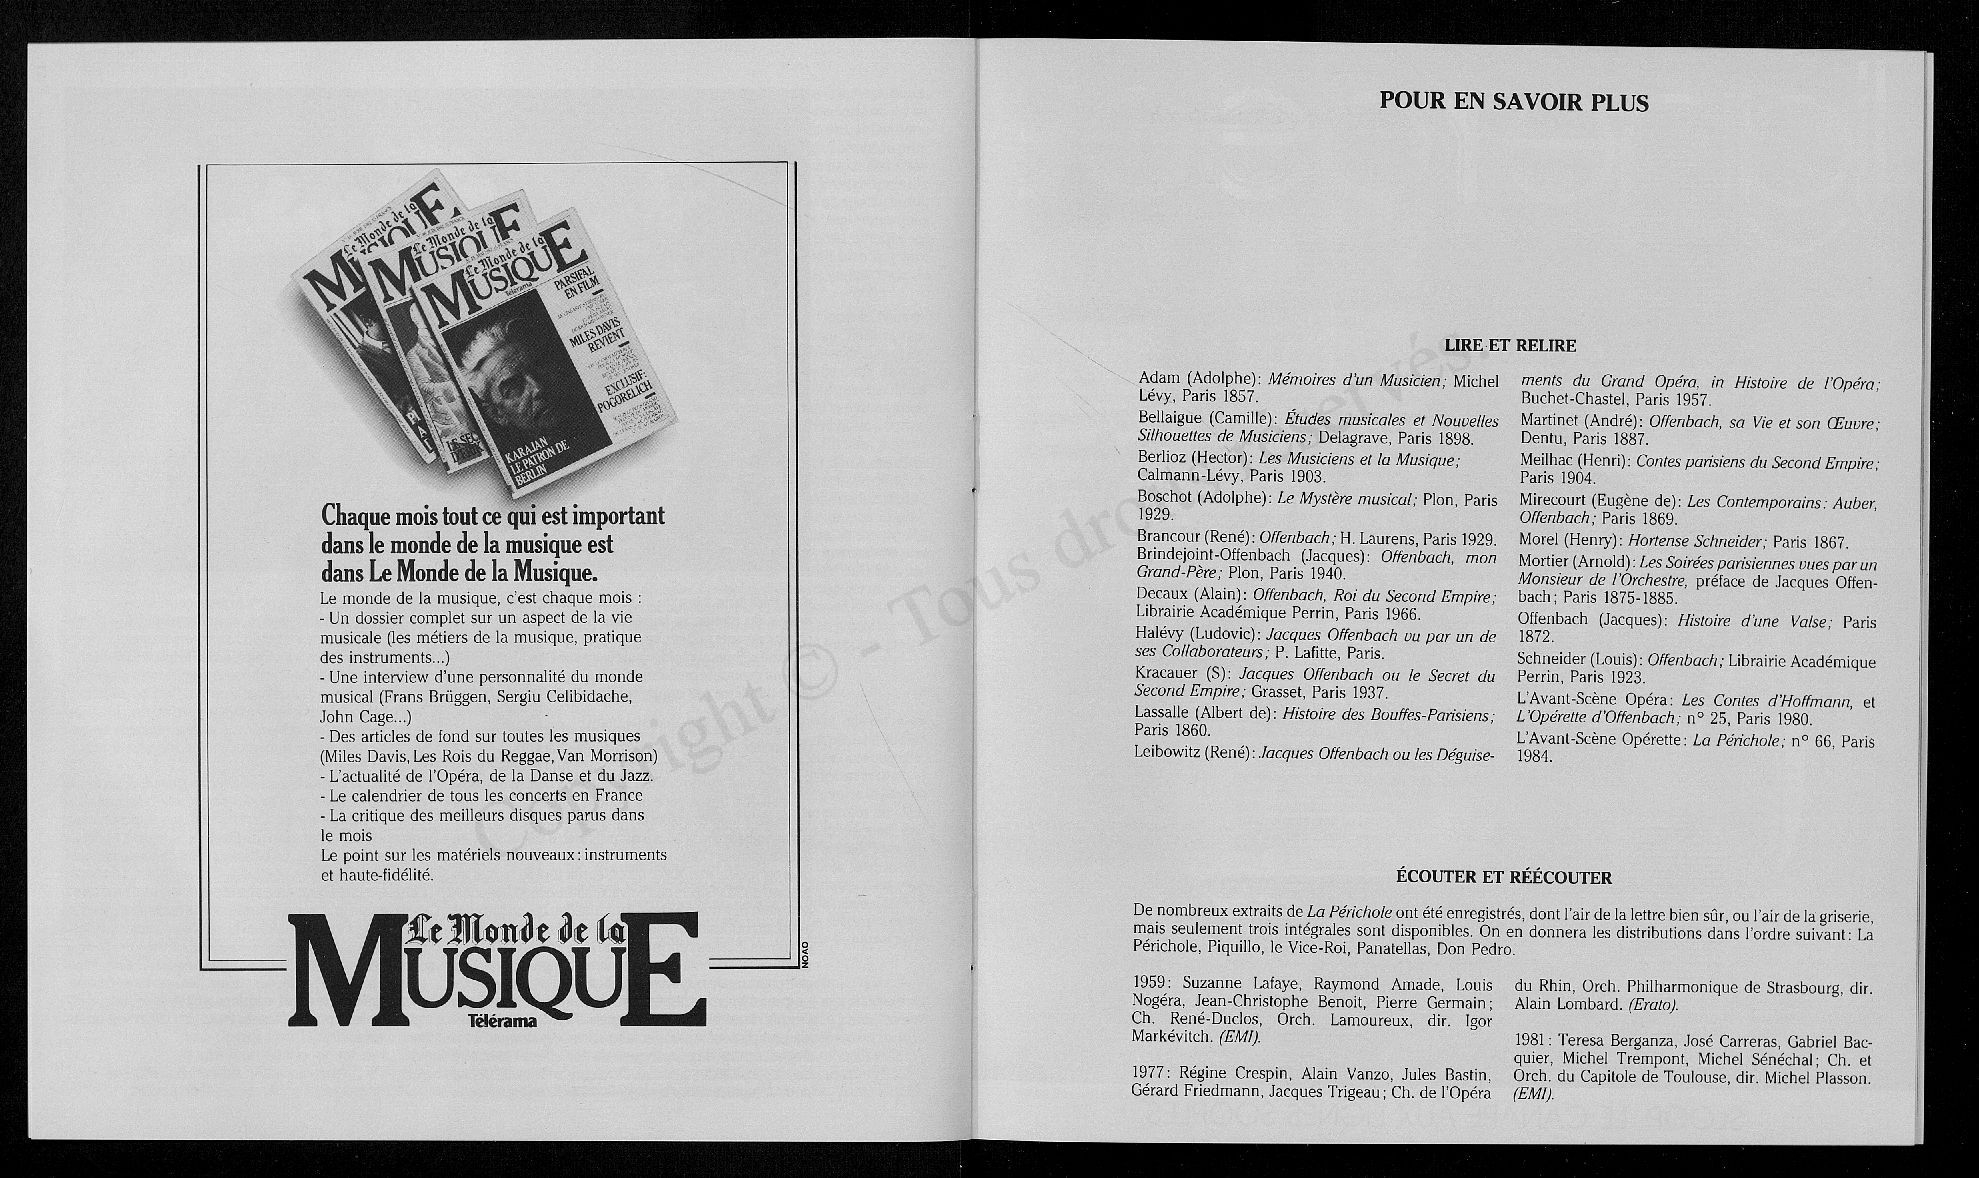 Le Monde de la
MUSIQUE
Le Monde de la
MUSIQUE
Le Monde de la
MUSIQUE
Télérama
PARSIFAL
EN FILM
MILES DAVIS
REVIENT
EXCLUSIF:
POGORELICH
KARAJAN
LE PATRON DE
BERLIN
Chaque mois tout ce qui est important
dans le monde de la musique est
dans Le Monde de la Musique.
Le monde de la musique, c'est chaque mois :
- Un dossier complet sur un aspect de la vie
musicale (les métiers de la musique, pratique
des instruments...)
- Une interview d'une personnalité du monde
musical (Frans Brüggen, Sergiu Celibidache,
John Cage...)
- Des articles de fond sur toutes les musiques
(Miles Davis, Les Rois du Reggae, Van Morrison)
- L'actualité de l'Opéra, de la Danse et du Jazz.
- Le calendrier de tous les concerts en France
- La critique des meilleurs disques parus dans
le mois
Le point sur les matériels nouveaux : instruments
et haute-fidélité.
Le Monde de la
MUSIQUE
Télérama
NOAO
POUR EN SAVOIR PLUS
LIRE ET RELIRE
Adam (Adolphe): Mémoires d'un Musicien; Michel
Lévy, Paris 1857.
Bellaigue (Camille): Études musicales et Nouvelles
Silhouettes de Musiciens; Delagrave, Paris 1898.
Berlioz (Hector): Les Musiciens et la Musique;
Calmann-Lévy, Paris 1903.
Boschot (Adolphe): Le Mystère musical; Plon, Paris
1929.
Brancour (René): Offenbach; H. Laurens, Paris 1929.
Brindejoint-Offenbach (Jacques): Offenbach, mon
Grand-Père; Plon, Paris 1940.
Decaux (Alain): Offenbach, Roi du Second Empire;
Librairie Académique Perrin, Paris 1966.
Halévy (Ludovic): Jacques Offenbach vu par un de
ses Collaborateurs; P. Lafitte, Paris.
Kracauer (S): Jacques Offenbach ou le Secret du
Second Empire; Grasset, Paris 1937.
Lassalle (Albert de): Histoire des Bouffes-Parisiens;
Paris 1860.
Leibowitz (René): Jacques Offenbach ou les Déguise-
ments du Grand Opéra, in Histoire de l'Opéra;
Buchet-Chastel, Paris 1957.
Martinet (André): Offenbach, sa Vie et son Œuvre;
Dentu, Paris 1887.
Meilhac (Henri): Contes parisiens du Second Empire;
Paris 1904.
Mirecourt (Eugène de): Les Contemporains: Auber,
Offenbach; Paris 1869.
Morel (Henry): Hortense Schneider; Paris 1867.
Mortier (Arnold): Les Soirées parisiennes vues par un
Monsieur de l'Orchestre, préface de Jacques Offen-
bach; Paris 1875-1885.
Offenbach (Jacques): Histoire d'une Valse; Paris
1872.
Schneider (Louis): Offenbach; Librairie Académique
Perrin, Paris 1923.
L'Avant-Scène Opéra: Les Contes d'Hoffmann, et
L'Opérette d'Offenbach; n° 25, Paris 1980.
L'Avant-Scène Opérette: La Périchole; n° 66, Paris
1984.
ÉCOUTER ET RÉÉCOUTER
De nombreux extraits de La Périchole ont été enregistrés, dont l'air de la lettre bien sûr, ou l'air de la griserie,
mais seulement trois intégrales sont disponibles. On en donnera les distributions dans l'ordre suivant: La
Périchole, Piquillo, le Vice-Roi, Panatellas, Don Pedro.
1959: Suzanne Lafaye, Raymond Amade, Louis
Nogéra, Jean-Christophe Benoit, Pierre Germain;
Ch. René-Duclos, Orch. Lamoureux, dir. Igor
Markévitch. (EMI).
1977: Régine Crespin, Alain Vanzo, Jules Bastin,
Gérard Friedmann, Jacques Trigeau; Ch. de l'Opéra
du Rhin, Orch. Philharmonique de Strasbourg, dir.
Alain Lombard. (Erato).
1981: Teresa Berganza, José Carreras, Gabriel Bac-
quier, Michel Trempont, Michel Sénéchal; Ch. et
Orch. du Capitole de Toulouse, dir. Michel Plasson.
(EMI).
Copyright © - Tous droits réservés.